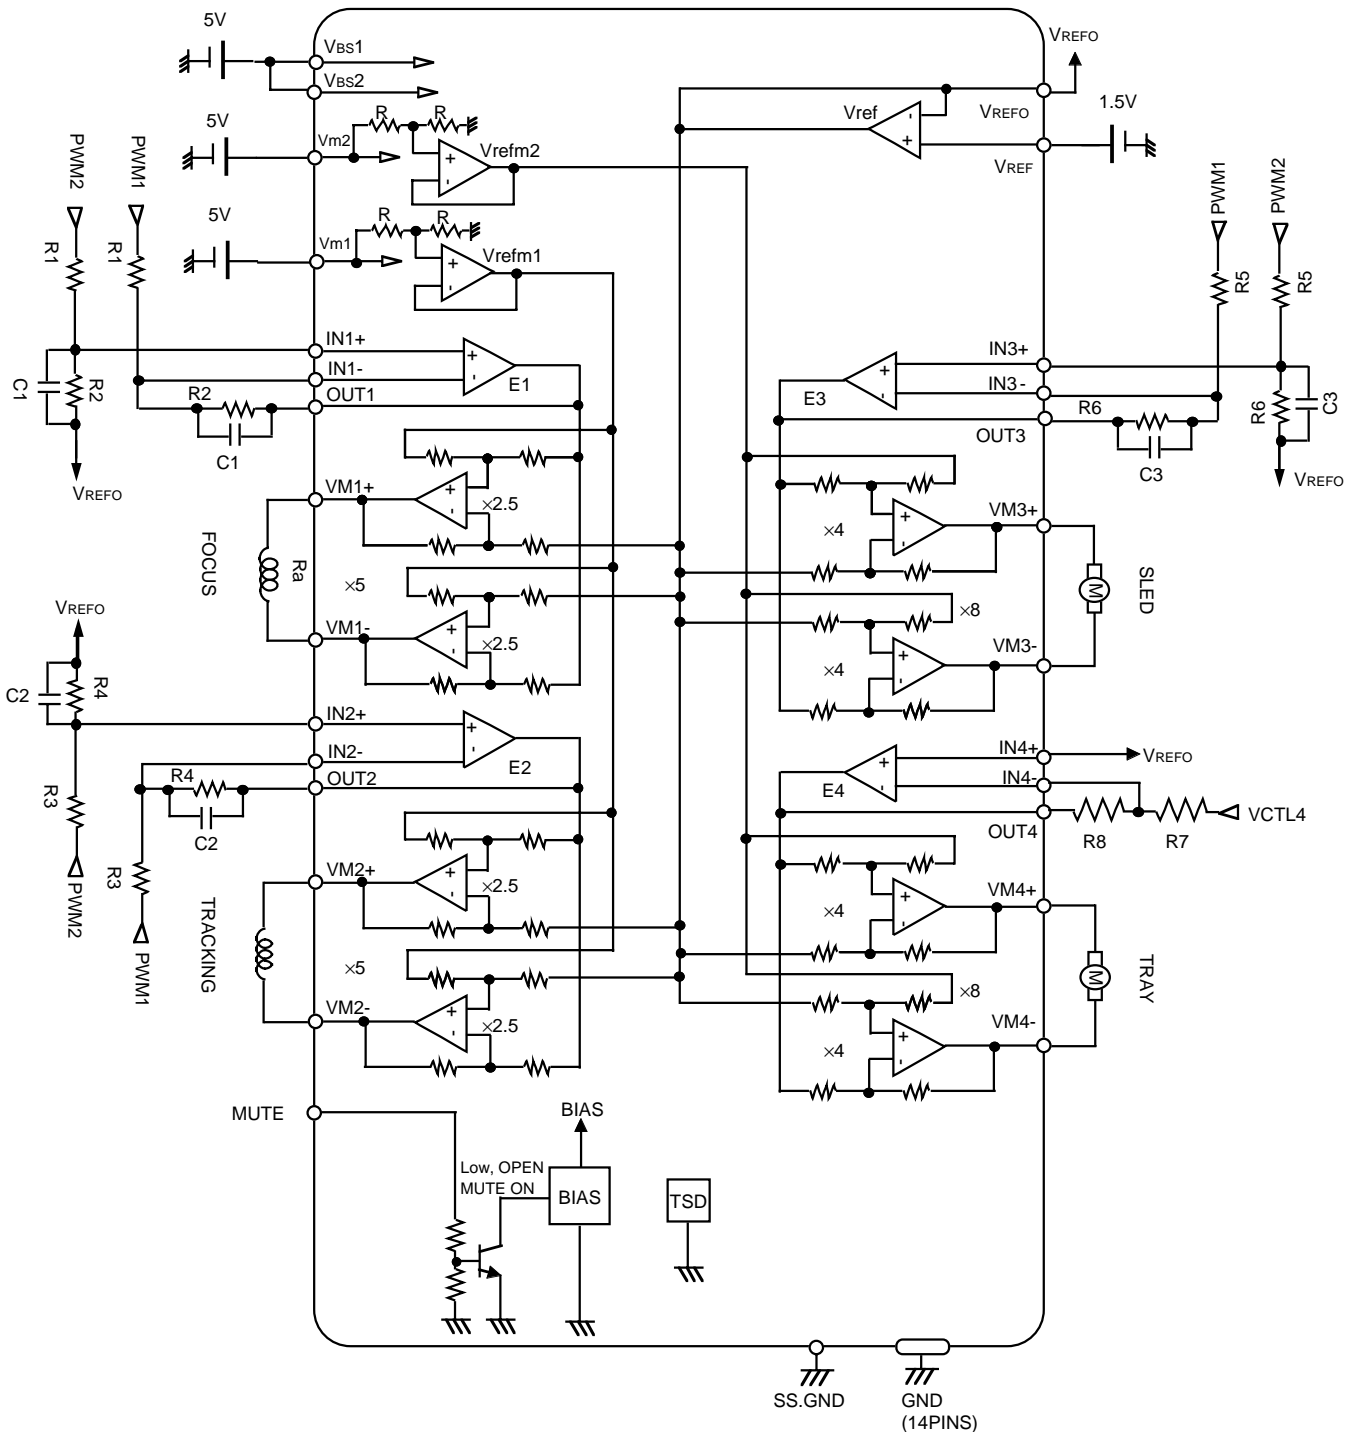 5V
VBS1
VBS2
VREFO
1.5V
Vref
VREFO
VREF
5V
R
R
Vm2
Vrefm2
PWM2
PWM1
PWM1
PWM2
5V
R
R
Vm1
Vrefm1
R1
R1
R5
R5
+
-
IN1+
IN1-
OUT1
E1
R2
C1
R2
C1
VREFO
IN3+
IN3-
OUT3
E3
R6
C3
R6
C3
VREFO
VM1+
×2.5
FOCUS
Ra
×5
VM1-
×2.5
VM3+
×4
SLED
×8
VM3-
×4
VREFO
C2
R4
IN2+
IN2-
OUT2
E2
R4
C2
R3
R3
PWM2
PWM1
IN4+
VREFO
IN4-
E4
OUT4
R8
R7
VCTL4
VM2+
×2.5
TRACKING
×5
VM2-
×2.5
VM4+
×4
TRAY
×8
VM4-
×4
M
M
MUTE
BIAS
Low, OPEN
MUTE ON
BIAS
TSD
SS.GND
GND
(14PINS)